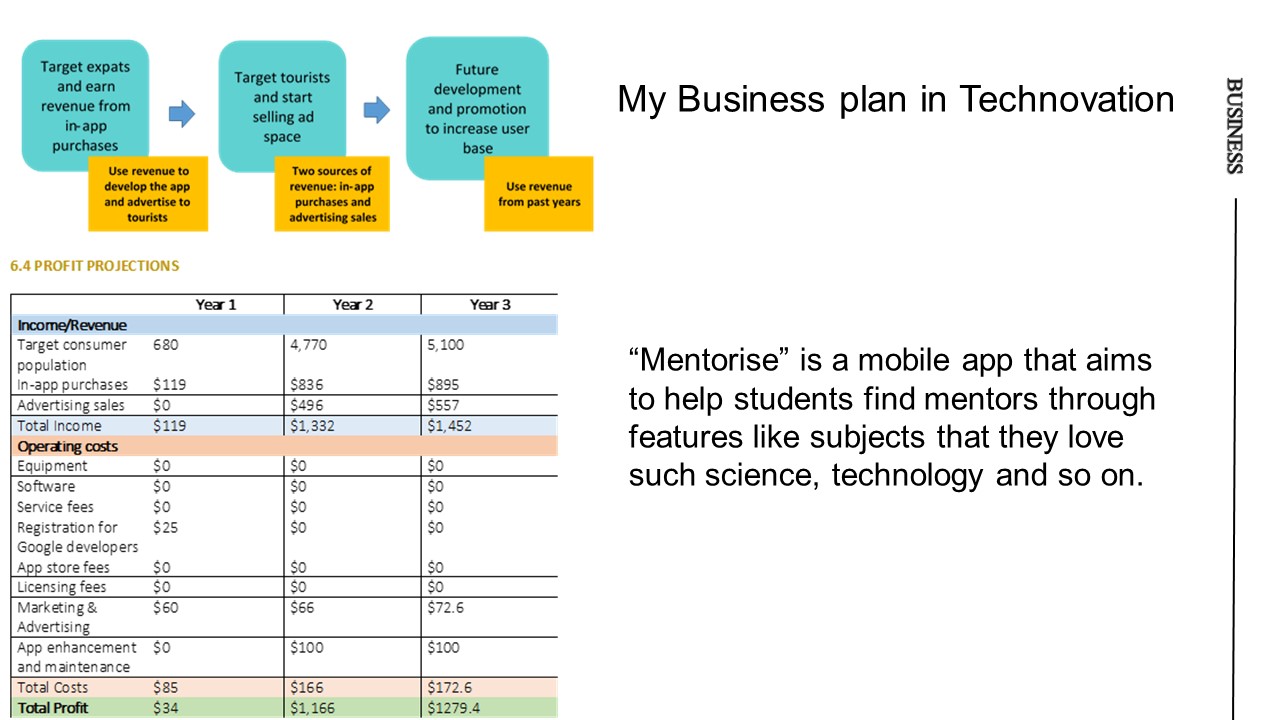 Target expats
and earn
revenue from
in-app
purchases
Use revenue to
develop the app
and advertise to
tourists
Target tourists
and start
selling ad
space
Two sources of
revenue: in-app
purchases and
advertising sales
Future
development
and promotion
to increase user
base
Use revenue
from past years
My Business plan in Technovation
BUSINESS
6.4 PROFIT PROJECTIONS
Year 1 Year 2 Year 3
Income/Revenue
Target consumer 680 4,770 5,100
population
In-app purchases $119 $836 $895
Advertising sales $0 $496 $557
Total Income $119 $1,332 $1,452
Operating costs
Equipment $0 $0 $0
Software $0 $0 $0
Service fees $0 $0 $0
Registration for $25 $0 $0
Google developers
App store fees $0 $0 $0
Licensing fees $0 $0 $0
Marketing & $60 $66 $72.6
Advertising
App enhancement $0 $100 $100
and maintenance
Total Costs $85 $166 $172.6
Total Profit $34 $1,166 $1279.4
“Mentorise” is a mobile app that aims
to help students find mentors through
features like subjects that they love
such science, technology and so on.